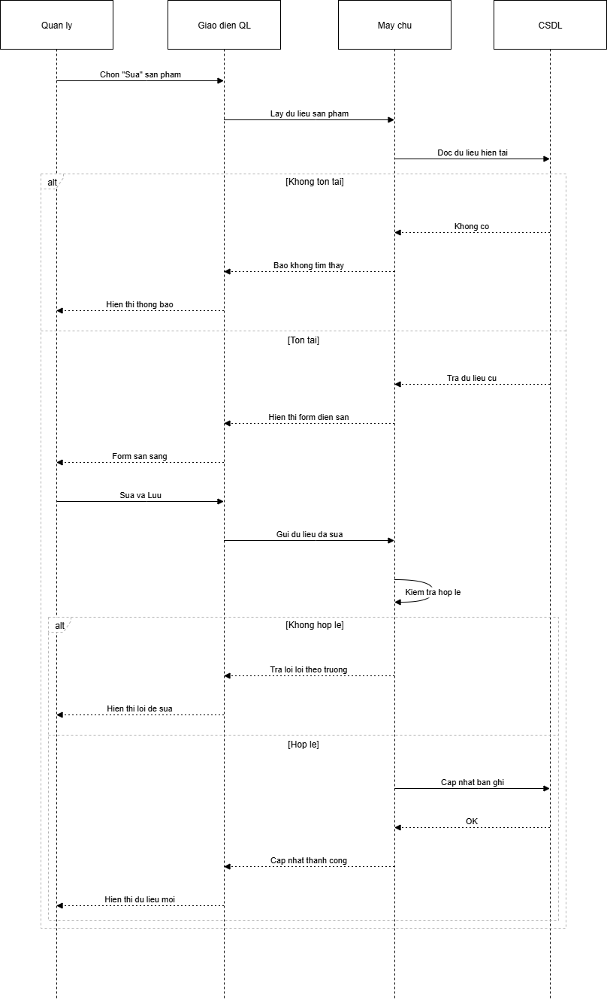 Quan ly
Giao dien QL
May chu
CSDL
Chon "Sua" san pham
Lay du lieu san pham
Doc du lieu hien tai
alt
[Khong ton tai]
Khong co
Bao khong tim thay
Hien thi thong bao
[Ton tai]
Tra du lieu cu
Hien thi form dien san
Form san sang
Sua va Luu
Gui du lieu da sua
Kiem tra hop le
alt
[Khong hop le]
Tra loi loi theo truong
Hien thi loi de sua
[Hop le]
Cap nhat ban ghi
OK
Cap nhat thanh cong
Hien thi du lieu moi